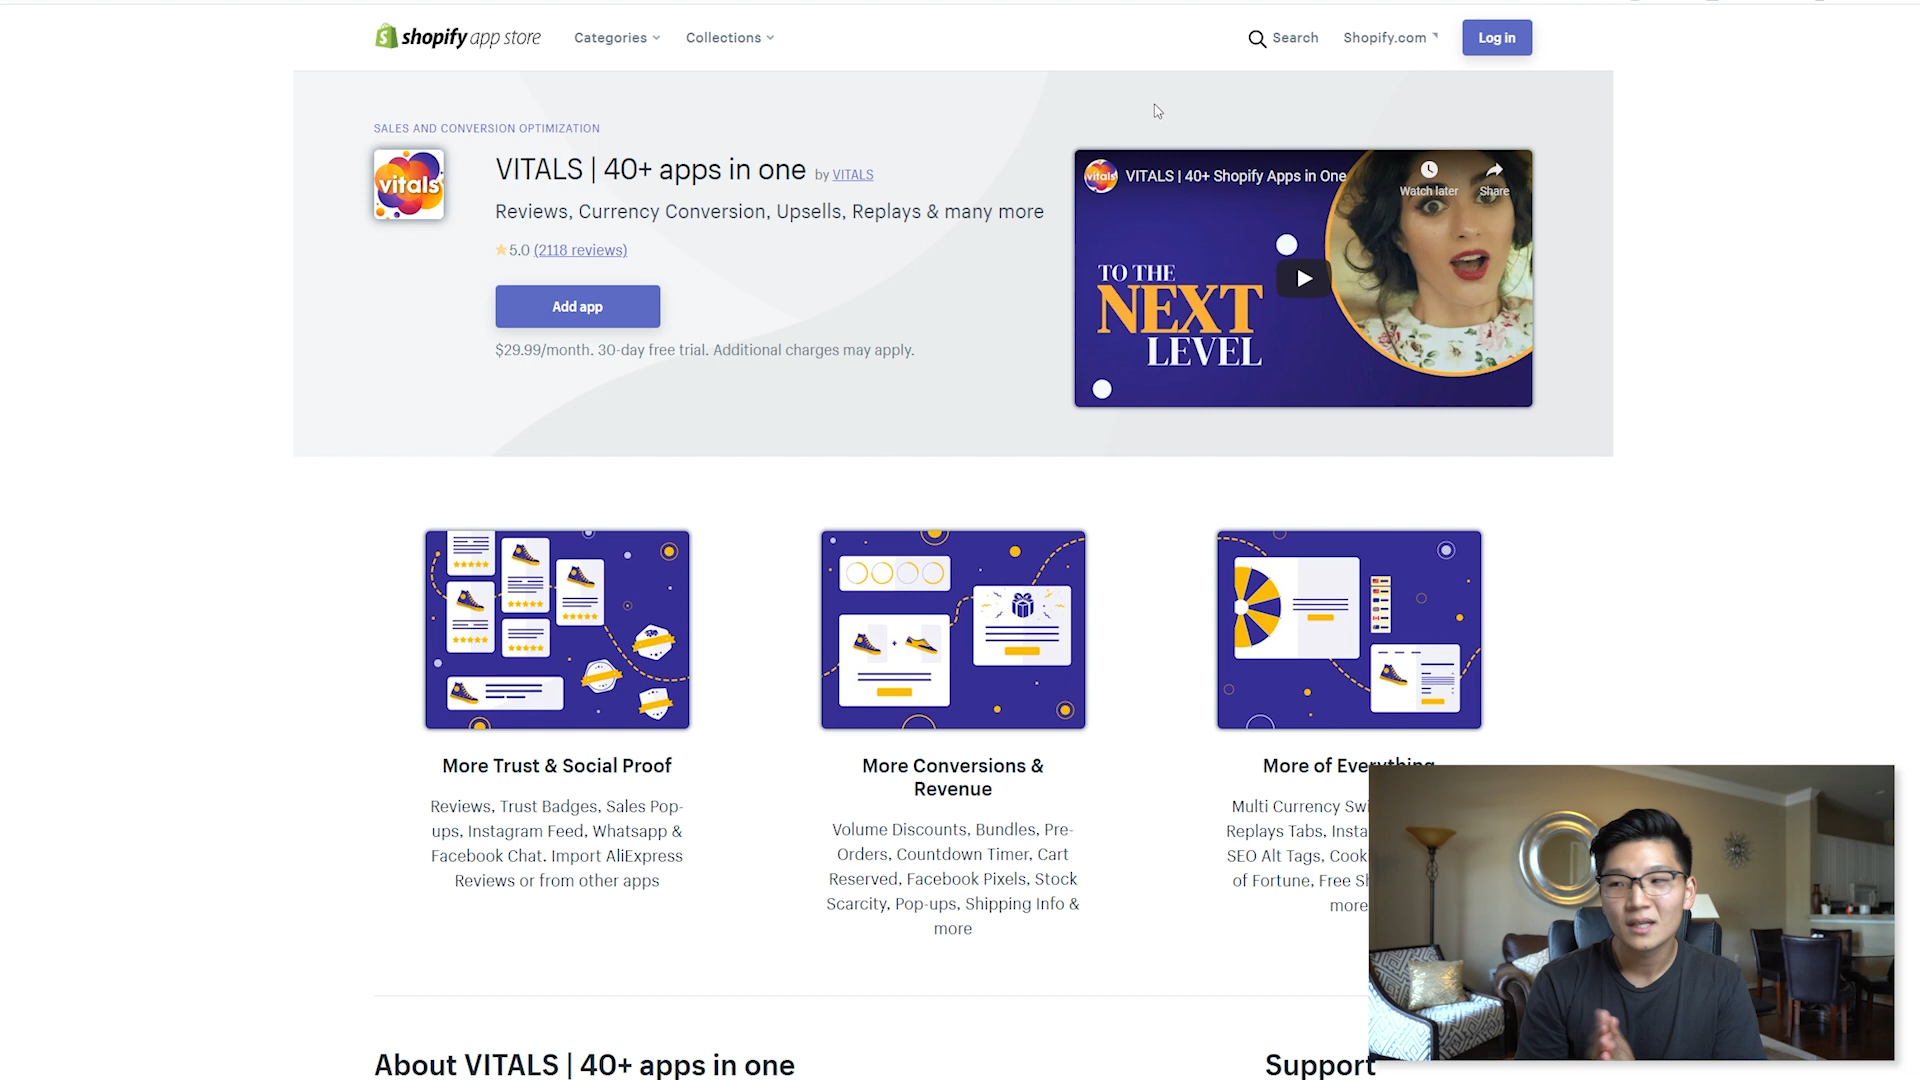 shopify app store
Categories
Collections
Search
Shopify.com
Log in
SALES AND CONVERSION OPTIMIZATION
vitals
VITALS | 40+ apps in one by VITALS
Reviews, Currency Conversion, Upsells, Replays & many more
5.0 (2118 reviews)
Add app
$29.99/month. 30-day free trial. Additional charges may apply.
vitals
VITALS | 40+ Shopify Apps in One
Watch later
Share
TO THE
NEXT
LEVEL
More Trust & Social Proof
Reviews, Trust Badges, Sales Pop-
ups, Instagram Feed, Whatsapp &
Facebook Chat. Import AliExpress
Reviews or from other apps
More Conversions &
Revenue
Volume Discounts, Bundles, Pre-
Orders, Countdown Timer, Cart
Reserved, Facebook Pixels, Stock
Scarcity, Pop-ups, Shipping Info &
more
More of Everything
Multi Currency
Replays Tabs,
SEO Alt Tags,
of Fortune, Free
more
About VITALS | 40+ apps in one
Support